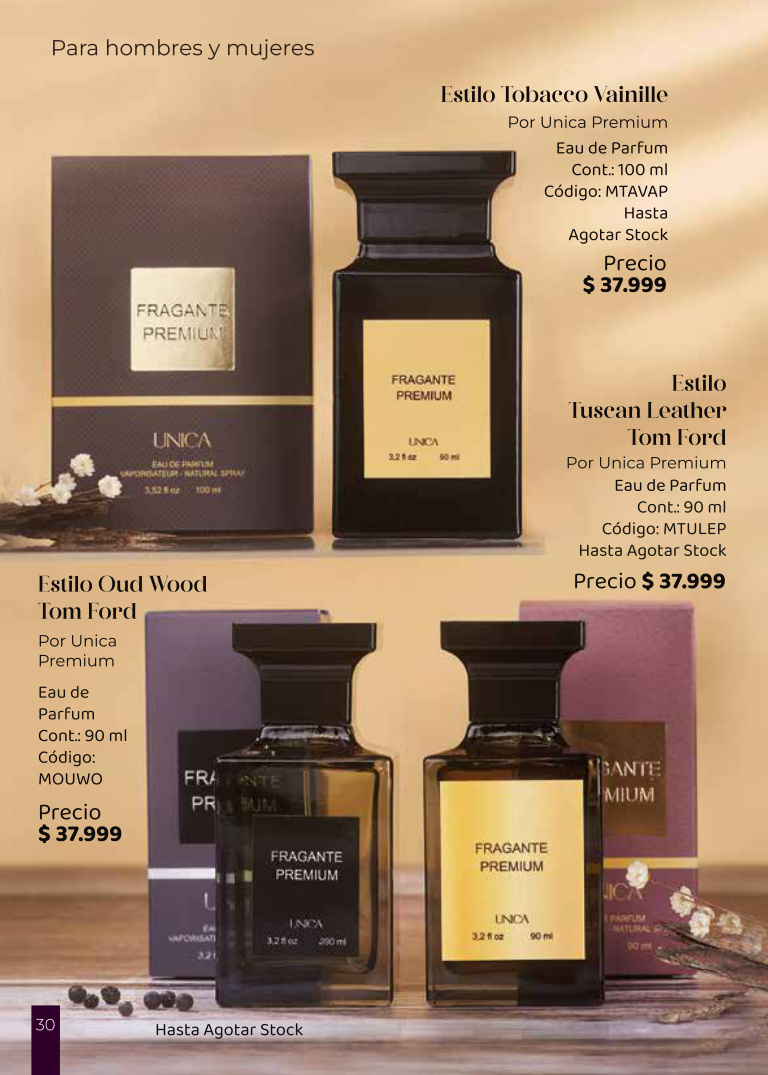 Para hombres y mujeres
Estilo Tobacco Vainille
Por Unica Premium
Eau de Parfum
Cont.: 100 ml
Código: MTAVAP
Hasta
Agotar Stock
Precio
$ 37.999
FRAGANTE
PREMIUM
UNICA
EAU DE PARFUM
VAPORISATEUR - NATURAL SPRAY
3,52 fl oz 100 ml
FRAGANTE
PREMIUM
UNICA
3,2 fl oz 90 ml
Estilo
Tuscan Leather
Tom Ford
Por Unica Premium
Eau de Parfum
Cont.: 90 ml
Código: MTULEP
Hasta Agotar Stock
Precio $ 37.999
Estilo Oud Wood
Tom Ford
Por Unica
Premium
Eau de
Parfum
Cont.: 90 ml
Código:
MOUWO
Precio
$ 37.999
FRAGANTE
PREMIUM
UNICA
3,2 fl oz
FRAGANTE
PREMIUM
UNICA
3,2 fl oz 90 ml
90 ml
30
Hasta Agotar Stock